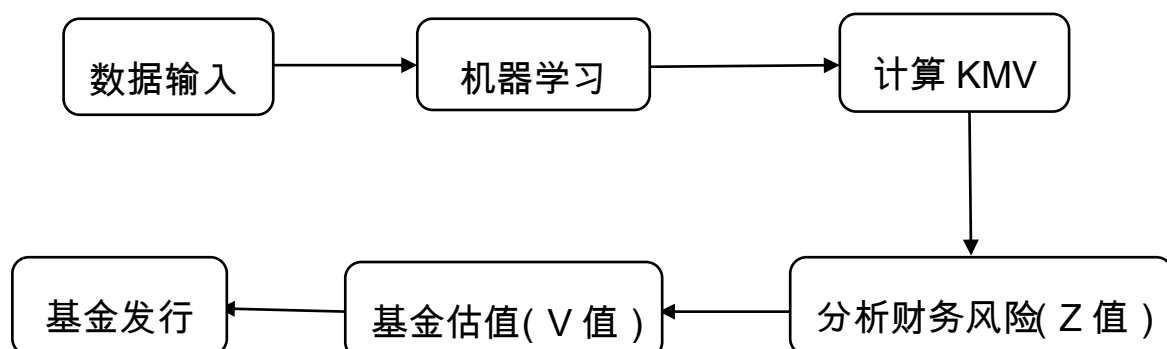 数据输入
机器学习
计算 KMV
分析财务风险( Z 值 )
基金估值( V 值 )
基金发行